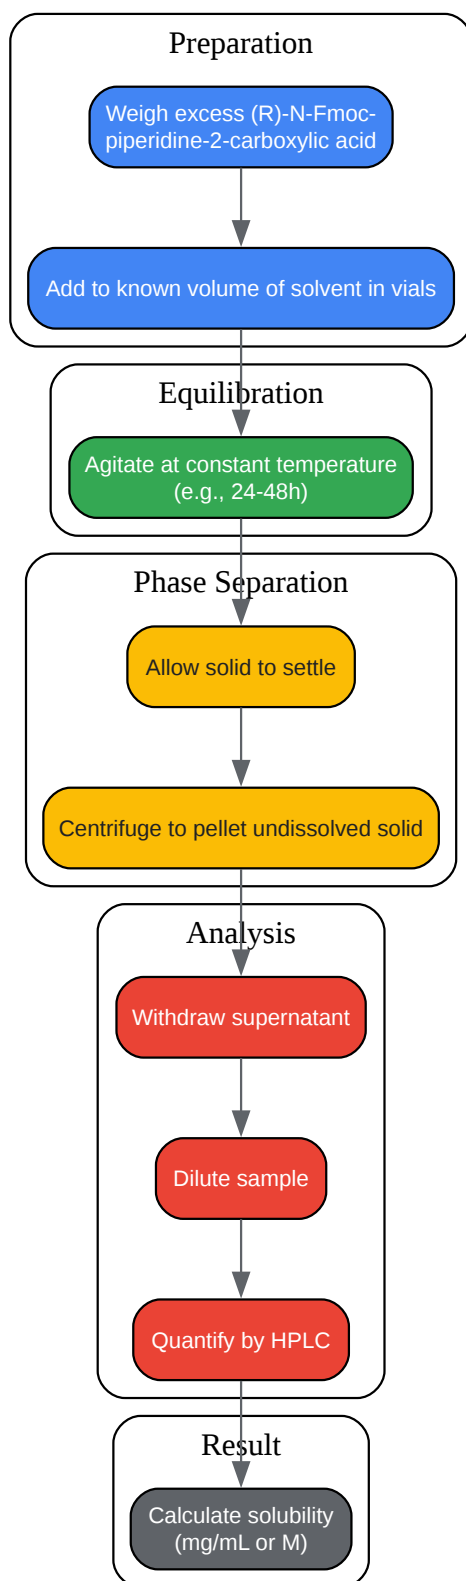 Preparation
Weigh excess (R)-N-Fmoc-
piperidine-2-carboxylic acid
Add to known volume of solvent in vials
Equilibration
Agitate at constant temperature
(e.g., 24-48h)
Phase Separation
Allow solid to settle
Centrifuge to pellet undissolved solid
Analysis
Withdraw supernatant
Dilute sample
Quantify by HPLC
Result
Calculate solubility
(mg/mL or M)